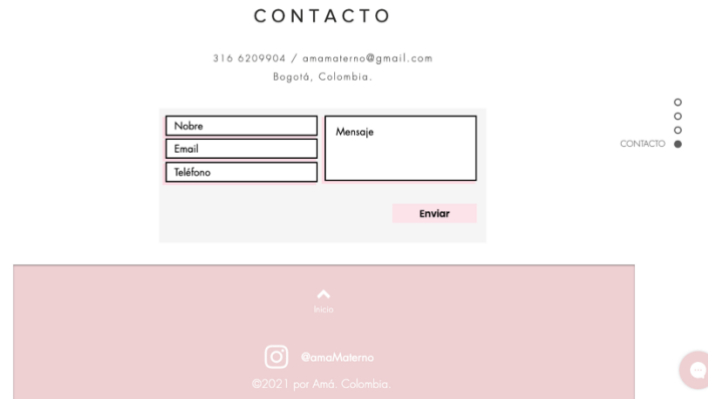 CONTACTO
316 6209904 / amamaterno@gmail.com
Bogotá, Colombia.
Nobre
Email
Teléfono
Mensaje
Enviar
CONTACTO
Inicio
@amaMaterno
©2021 por Amá. Colombia.